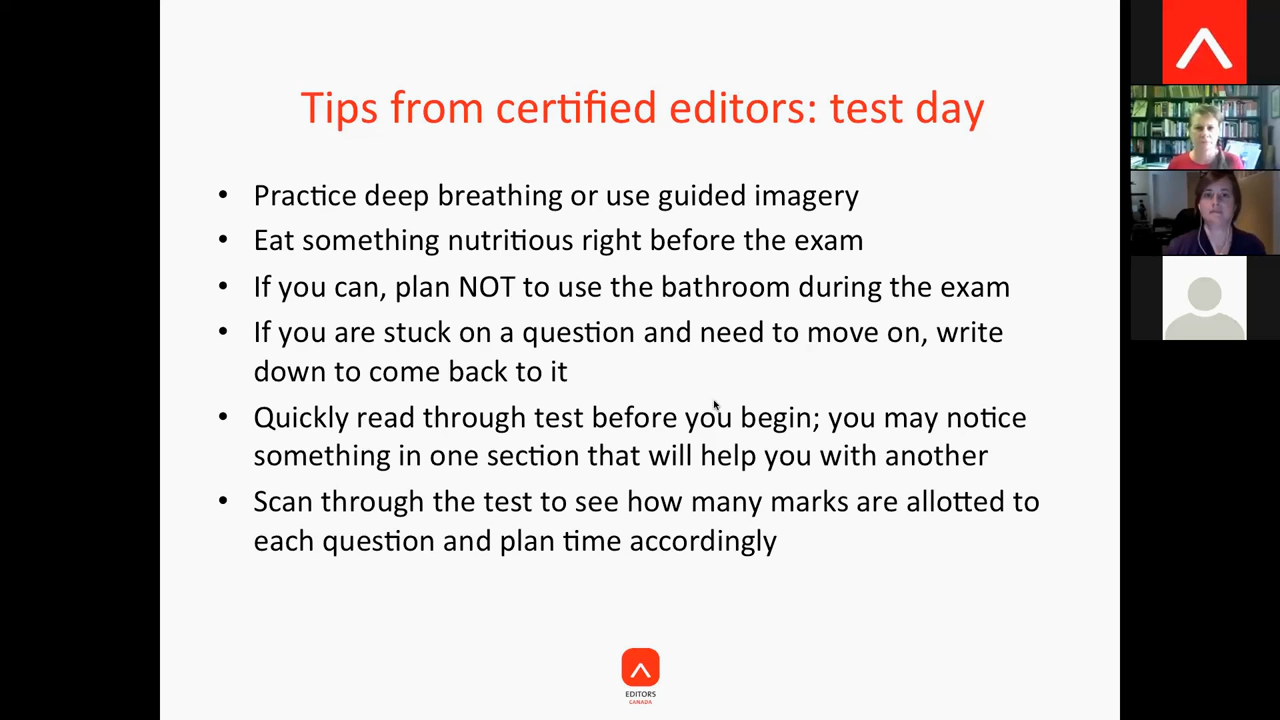 Tips from certified editors: test day
• Practice deep breathing or use guided imagery
• Eat something nutritious right before the exam
• If you can, plan NOT to use the bathroom during the exam
• If you are stuck on a question and need to move on, write
down to come back to it
• Quickly read through test before you begin; you may notice
something in one section that will help you with another
• Scan through the test to see how many marks are allotted to
each question and plan time accordingly
EDITORS
CANADA